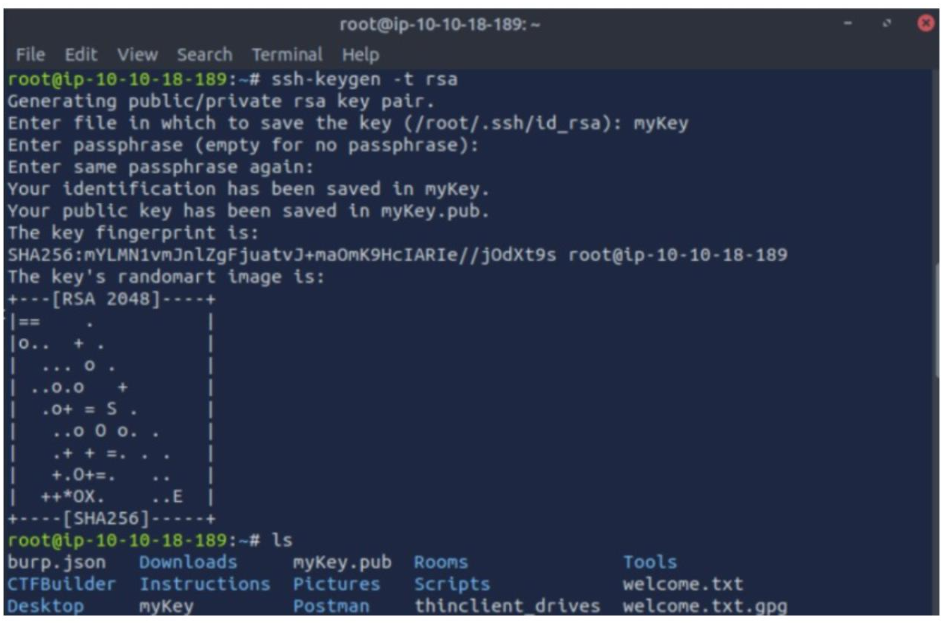 root@ip-10-10-18-189: ~
File Edit View Search Terminal Help
root@ip-10-10-18-189:~# ssh-keygen -t rsa
Generating public/private rsa key pair.
Enter file in which to save the key (/root/.ssh/id_rsa): myKey
Enter passphrase (empty for no passphrase):
Enter same passphrase again:
Your identification has been saved in myKey.
Your public key has been saved in myKey.pub.
The key fingerprint is:
SHA256:mYLMN1vmJnlZgFjuatvJ+maOmK9HcIARIe//jOdXt9s root@ip-10-10-18-189
The key's randomart image is:
+---[RSA 2048]----+
|==    .          |
|o..  + .         |
|  ... o .        |
| ..o.o   +       |
|  .o+ = S .      |
|   ..o O o. .    |
|   .+ + =. . .   |
|   +.O+=.   ..   |
|  ++*OX.    ..E  |
+----[SHA256]-----+
root@ip-10-10-18-189:~# ls
burp.json Downloads myKey.pub Rooms Tools
CTFBuilder Instructions Pictures Scripts welcome.txt
Desktop myKey Postman thinclient_drives welcome.txt.gpg